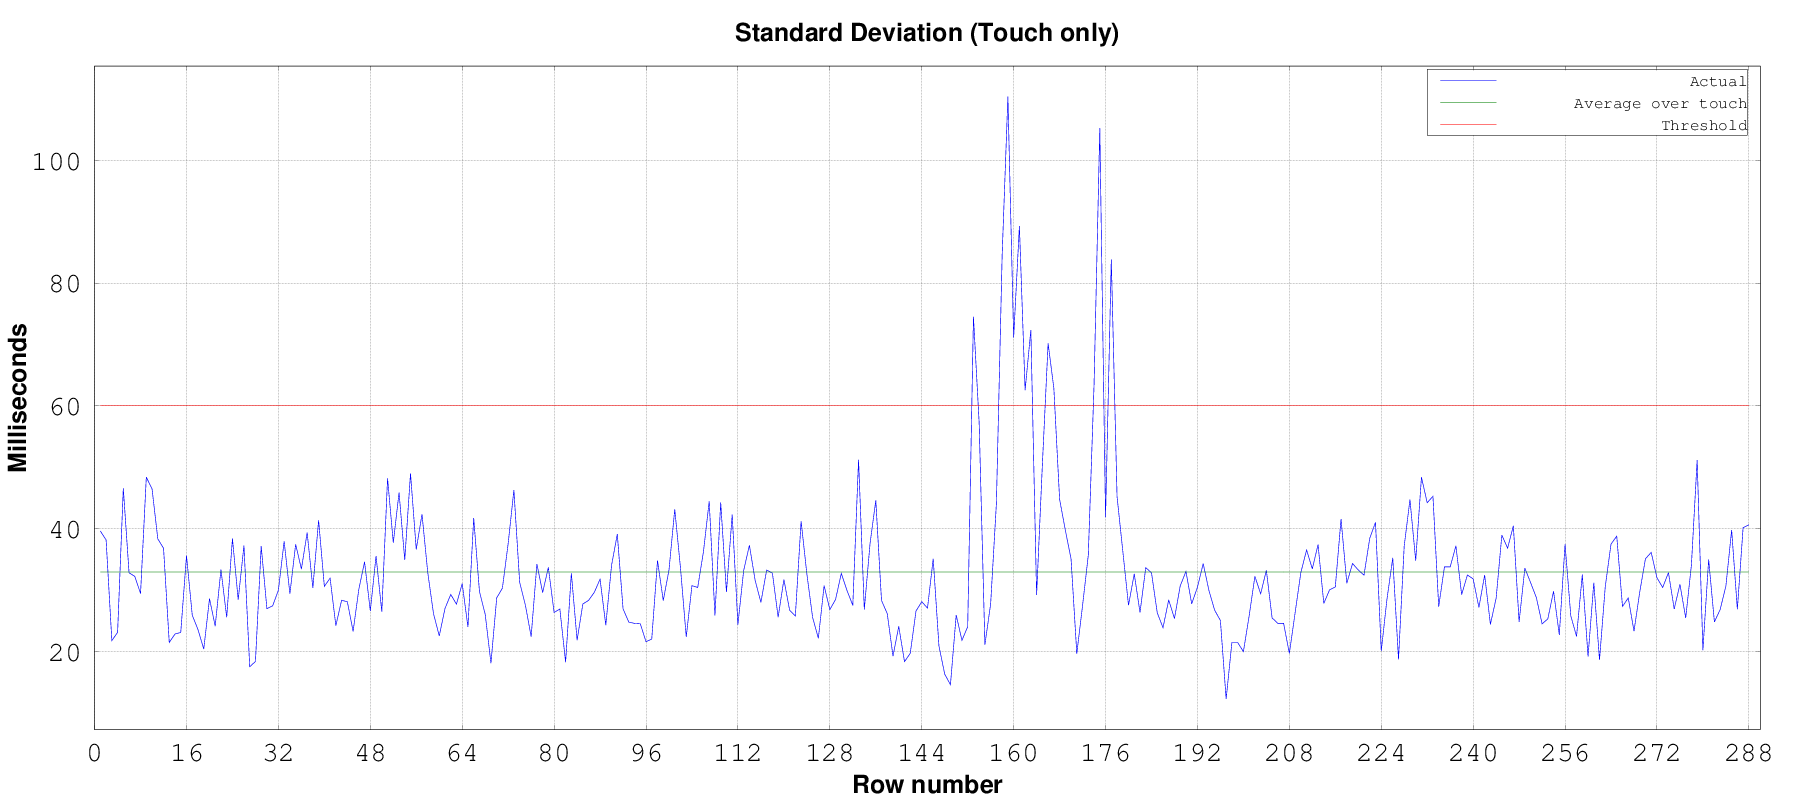 Standard Deviation (Touch only)
Actual
Average over touch
Threshold
100
80
60
40
20
Milliseconds
0 16 32 48 64 80 96 112 128 144 160 176 192 208 224 240 256 272 288
Row number